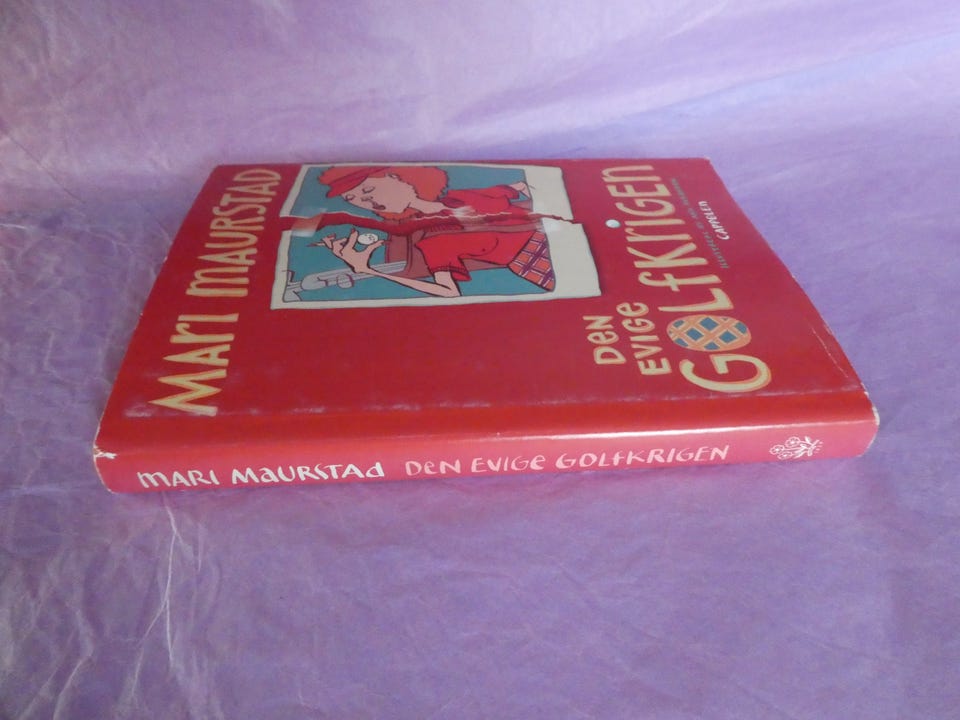 MARI MAURSTAD
DEN
EVIGE
GOLFKRIGEN
CAPPELEN
MARI MAURSTAD DEN EVIGE GOLFKRIGEN